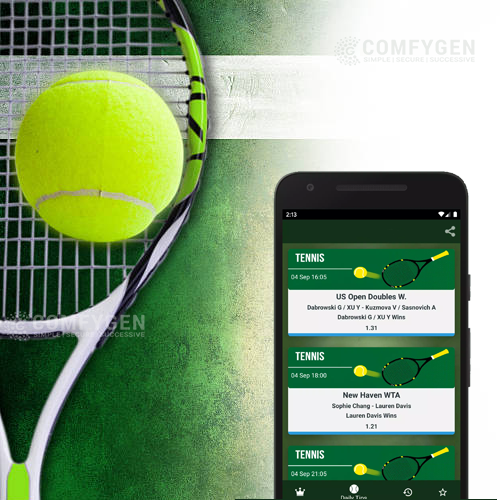 COMFYGEN
SIMPLE | SECURE | SUCCESSIVE
2:13
TENNIS
04 Sep 16:05
US Open Doubles W.
Dabrowski G / XU Y - Kuzmova V / Sasnovich A
Dabrowski G / XU Y Wins
1.31
COMFYGEN
SIMPLE | SECURE | SUCCESSIVE
TENNIS
04 Sep 18:00
New Haven WTA
Sophie Chang - Lauren Davis
Lauren Davis Wins
1.21
TENNIS
04 Sep 21:05
Daily Tips